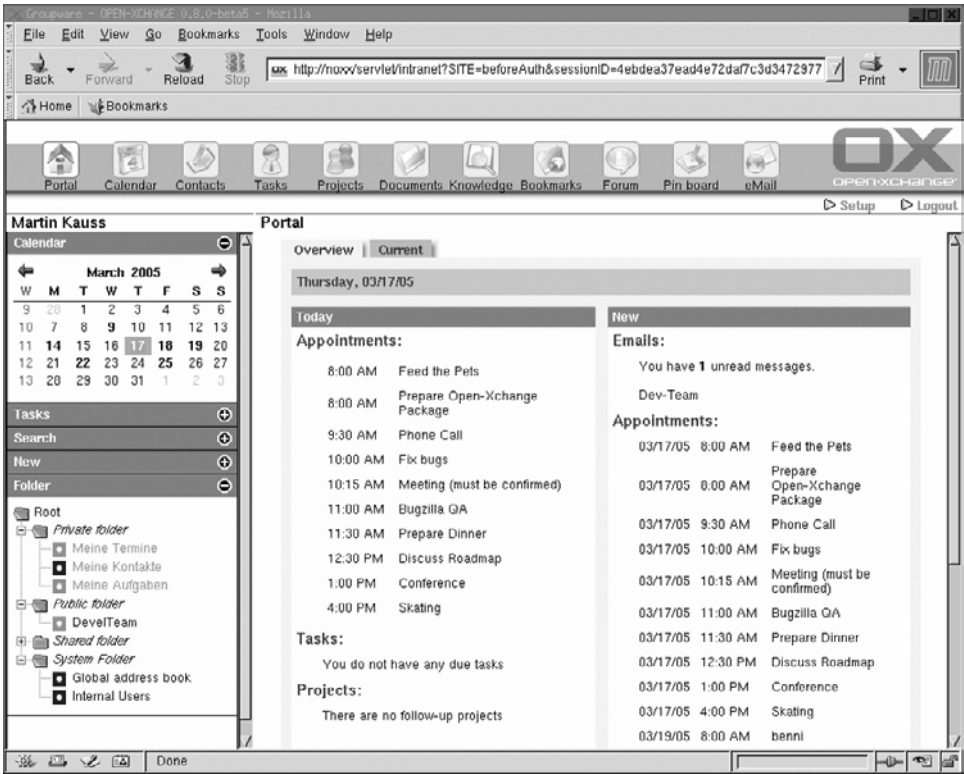 Groupware - OPEN-XCHANGE 0.8.0-beta5 - Mozilla
File Edit View Go Bookmarks Tools Window Help
Back Forward Reload Stop
ox http://noxx/servlet/intranet?SITE=beforeAuth&sessionID=4ebdea37ead4e72daf7c3d3472977
Print
Home Bookmarks
OX
OPEN-XCHANGE
Portal Calendar Contacts Tasks Projects Documents Knowledge Bookmarks Forum Pin board eMail
Setup Logout
Martin Kauss
Calendar
March 2005
W M T W T F S S
9 28 1 2 3 4 5 6
10 7 8 9 10 11 12 13
11 14 15 16 17 18 19 20
12 21 22 23 24 25 26 27
13 28 29 30 31 1 2 3
Tasks
Search
New
Folder
Root
Private folder
Meine Termine
Meine Kontakte
Meine Aufgaben
Public folder
DevelTeam
Shared folder
System Folder
Global address book
Internal Users
Portal
Overview Current
Thursday, 03/17/05
Today
Appointments:
8:00 AM Feed the Pets
8:00 AM Prepare Open-Xchange
Package
9:30 AM Phone Call
10:00 AM Fix bugs
10:15 AM Meeting (must be confirmed)
11:00 AM Bugzilla QA
11:30 AM Prepare Dinner
12:30 PM Discuss Roadmap
1:00 PM Conference
4:00 PM Skating
Tasks:
You do not have any due tasks
Projects:
There are no follow-up projects
New
Emails:
You have 1 unread messages.
Dev-Team
Appointments:
03/17/05 8:00 AM Feed the Pets
03/17/05 8:00 AM Prepare
Open-Xchange
Package
03/17/05 9:30 AM Phone Call
03/17/05 10:00 AM Fix bugs
03/17/05 10:15 AM Meeting (must be
confirmed)
03/17/05 11:00 AM Bugzilla QA
03/17/05 11:30 AM Prepare Dinner
03/17/05 12:30 PM Discuss Roadmap
03/17/05 1:00 PM Conference
03/17/05 4:00 PM Skating
03/19/05 8:00 AM benni
Done